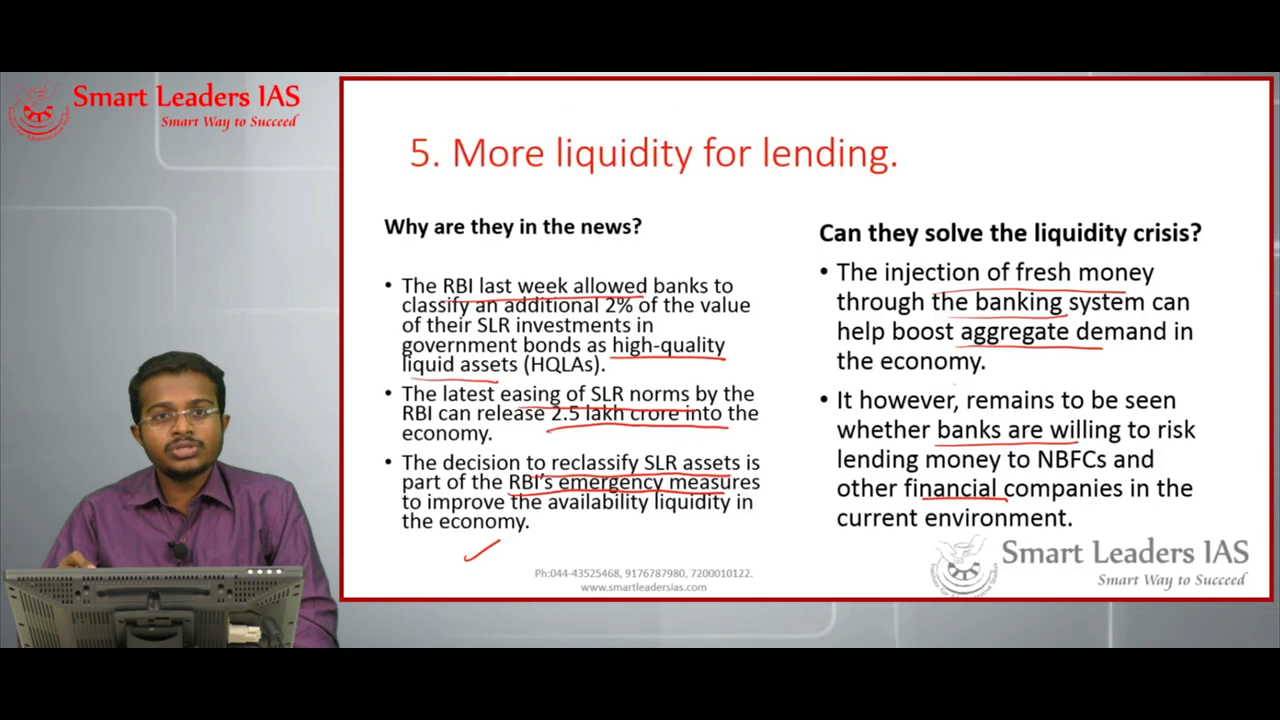 Smart Leaders IAS
Smart Way to Succeed
5. More liquidity for lending.
Why are they in the news?
• The RBI last week allowed banks to
classify an additional 2% of the value
of their SLR investments in
government bonds as high-quality
liquid assets (HQLAs).
• The latest easing of SLR norms by the
RBI can release 2.5 lakh crore into the
economy.
• The decision to reclassify SLR assets is
part of the RBI's emergency measures
to improve the availability liquidity in
the economy.
Can they solve the liquidity crisis?
• The injection of fresh money
through the banking system can
help boost aggregate demand in
the economy.
• It however, remains to be seen
whether banks are willing to risk
lending money to NBFCs and
other financial companies in the
current environment.
Smart Leaders IAS
Smart Way to Succeed
Ph:044-43525468, 9176787980, 7200010122.
www.smartleadersias.com